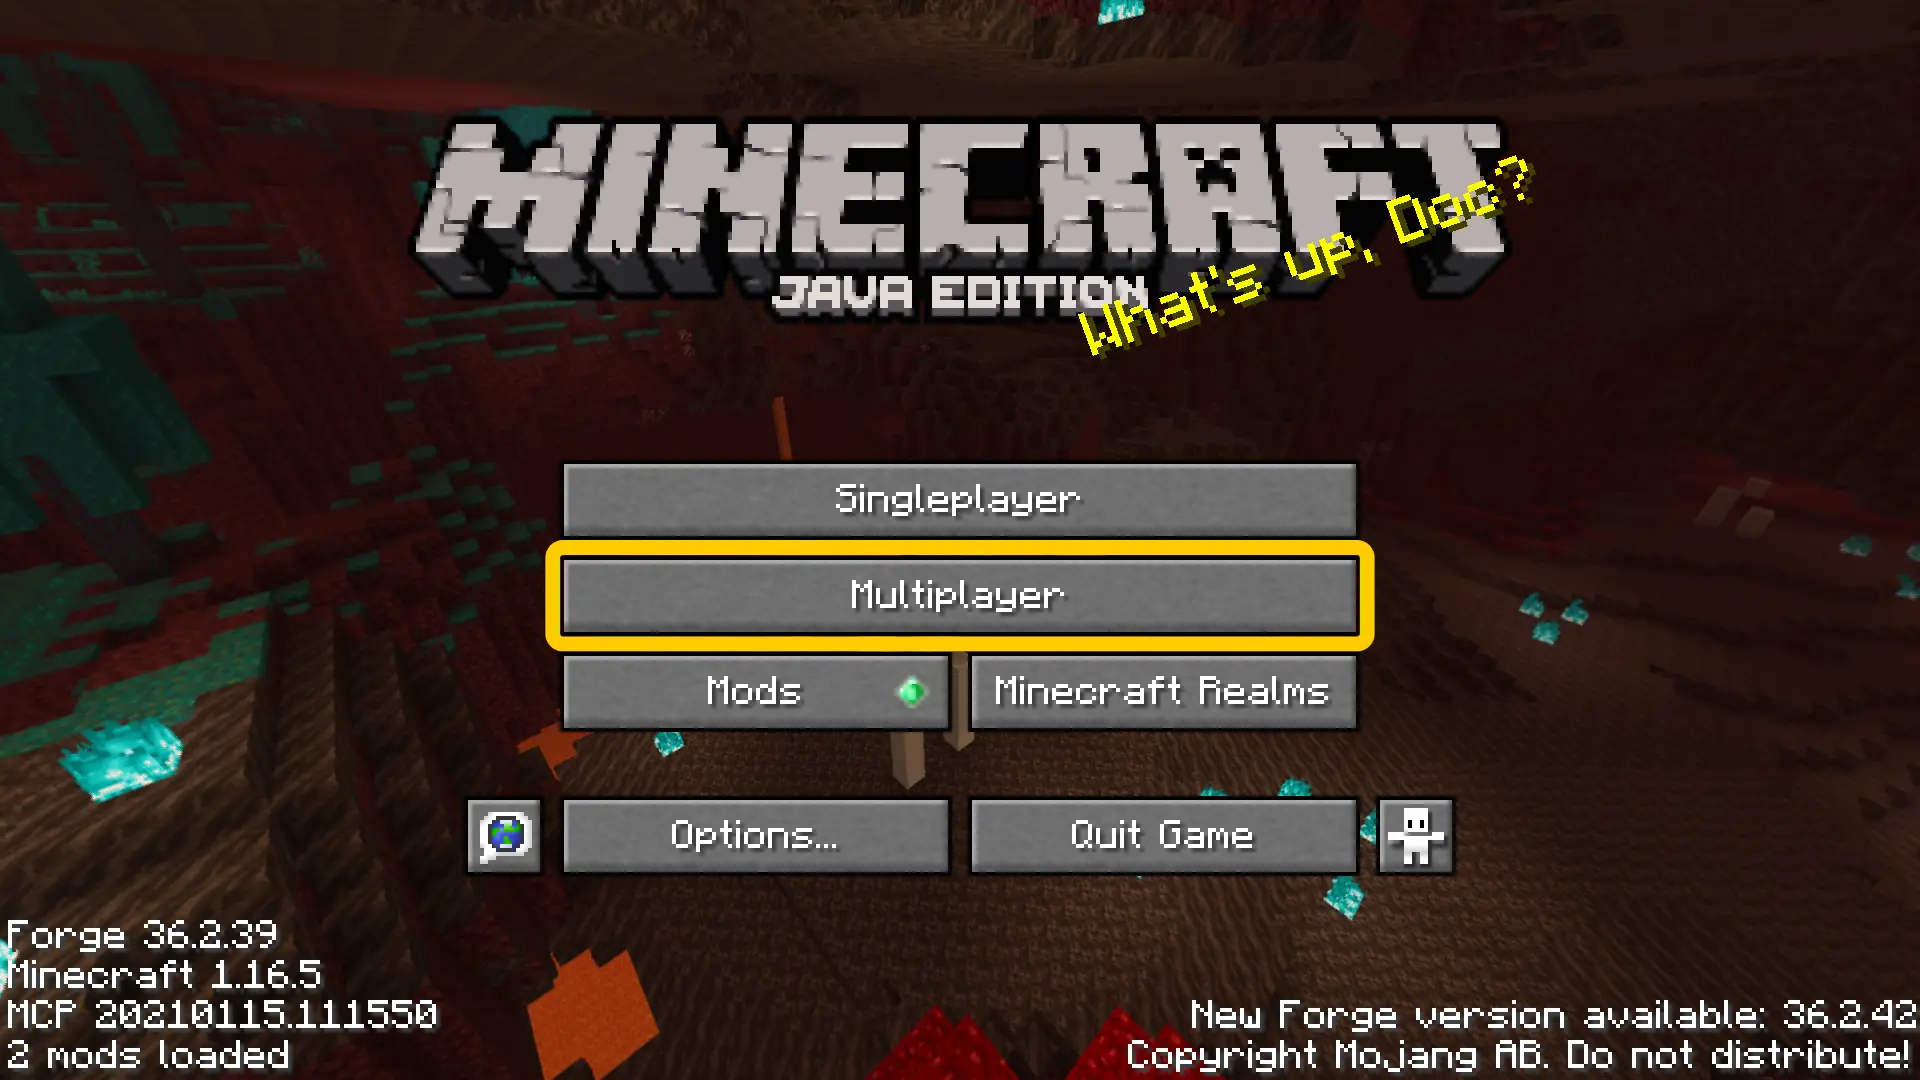 MINECRAFT
JAVA EDITION
What's up, Doc?
Singleplayer
Multiplayer
Mods
Minecraft Realms
Options...
Quit Game
Forge 36.2.39
Minecraft 1.16.5
MCP 20210115.111550
2 mods loaded
New Forge version available: 36.2.42
Copyright Mojang AB. Do not distribute!